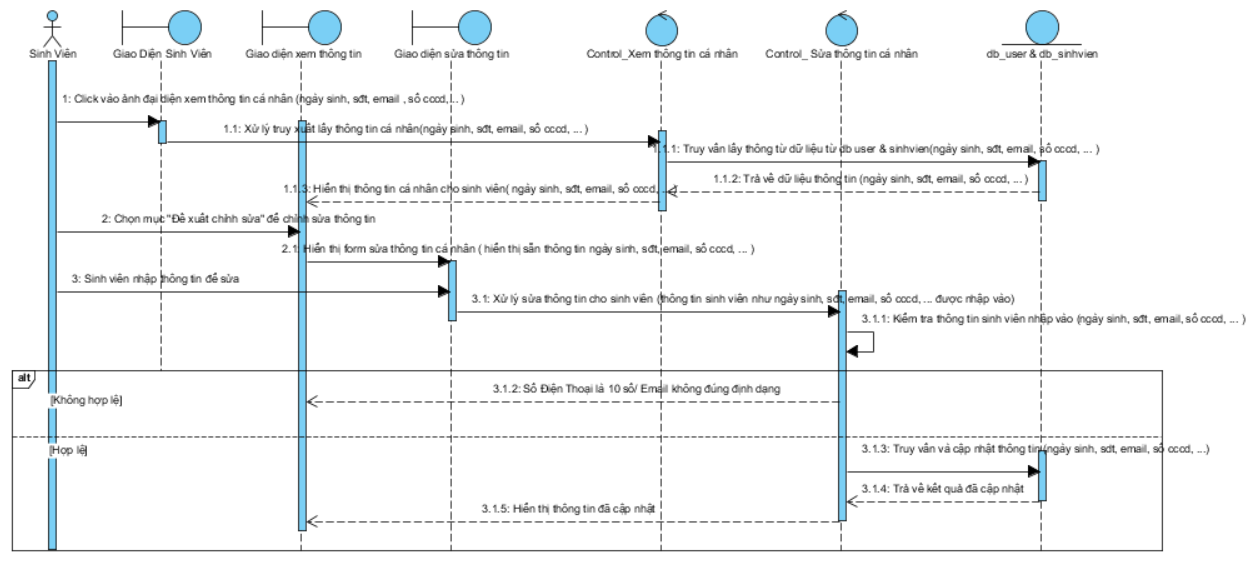 Sinh Viên
Giao Diện Sinh Viên
Giao diện xem thông tin
Giao diện sửa thông tin
Control_Xem thông tin cá nhân
Control_ Sửa thông tin cá nhân
db_user & db_sinhvien
1: Click vào ảnh đại diện xem thông tin cá nhân (ngày sinh, sđt, email , số cccd,... )
1.1: Xử lý truy xuất lấy thông tin cá nhân(ngày sinh, sđt, email, số cccd, ... )
1.1.1: Truy vấn lấy thông từ dữ liệu từ db user & sinhvien(ngày sinh, sđt, email, số cccd, ... )
1.1.2: Trả về dữ liệu thông tin (ngày sinh, sđt, email, số cccd, ... )
1.1.3: Hiển thị thông tin cá nhân cho sinh viên( ngày sinh, sđt, email, số cccd, ... )
2: Chọn mục "Đề xuất chỉnh sửa" để chỉnh sửa thông tin
2.1: Hiển thị form sửa thông tin cá nhân ( hiển thị sẵn thông tin ngày sinh, sđt, email, số cccd, ... )
3: Sinh viên nhập thông tin để sửa
3.1: Xử lý sửa thông tin cho sinh viên (thông tin sinh viên như ngày sinh, sđt, email, số cccd, ... được nhập vào)
3.1.1: Kiểm tra thông tin sinh viên nhập vào (ngày sinh, sđt, email, số cccd, ... )
alt
3.1.2: Số Điện Thoại là 10 số/ Email không đúng định dạng
[Không hợp lệ]
[Hợp lệ]
3.1.3: Truy vấn và cập nhật thông tin (ngày sinh, sdt, email, số cccd, ...)
3.1.4: Trả về kết quả đã cập nhật
3.1.5: Hiển thị thông tin đã cập nhật